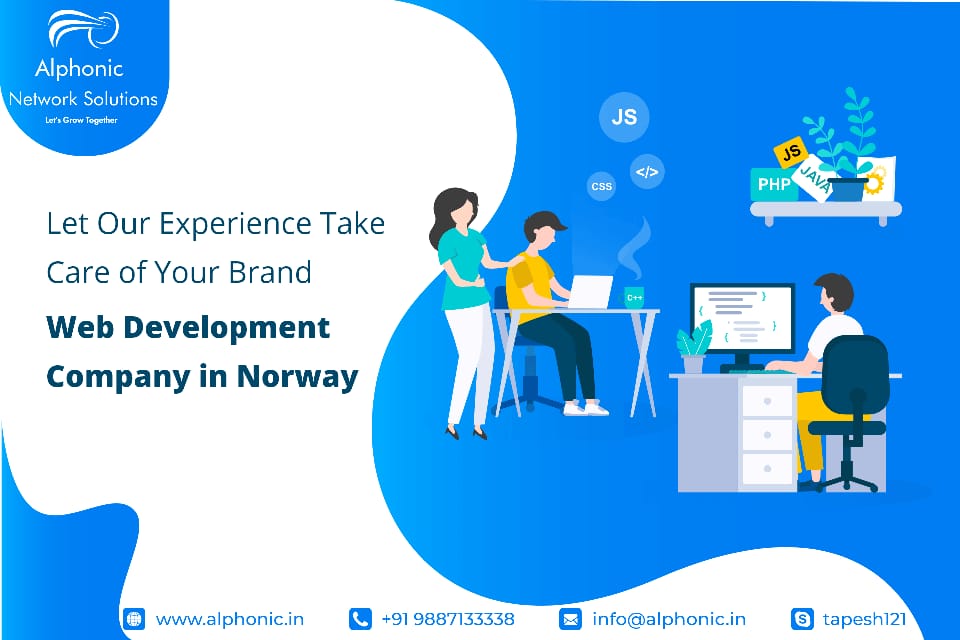 Alphonic
Network Solutions
Let's Grow Together
Let Our Experience Take
Care of Your Brand
Web Development
Company in Norway
JS
</>
CSS
C++
JS
PHP
JAVA
www.alphonic.in
+91 9887133338
info@alphonic.in
tapesh121